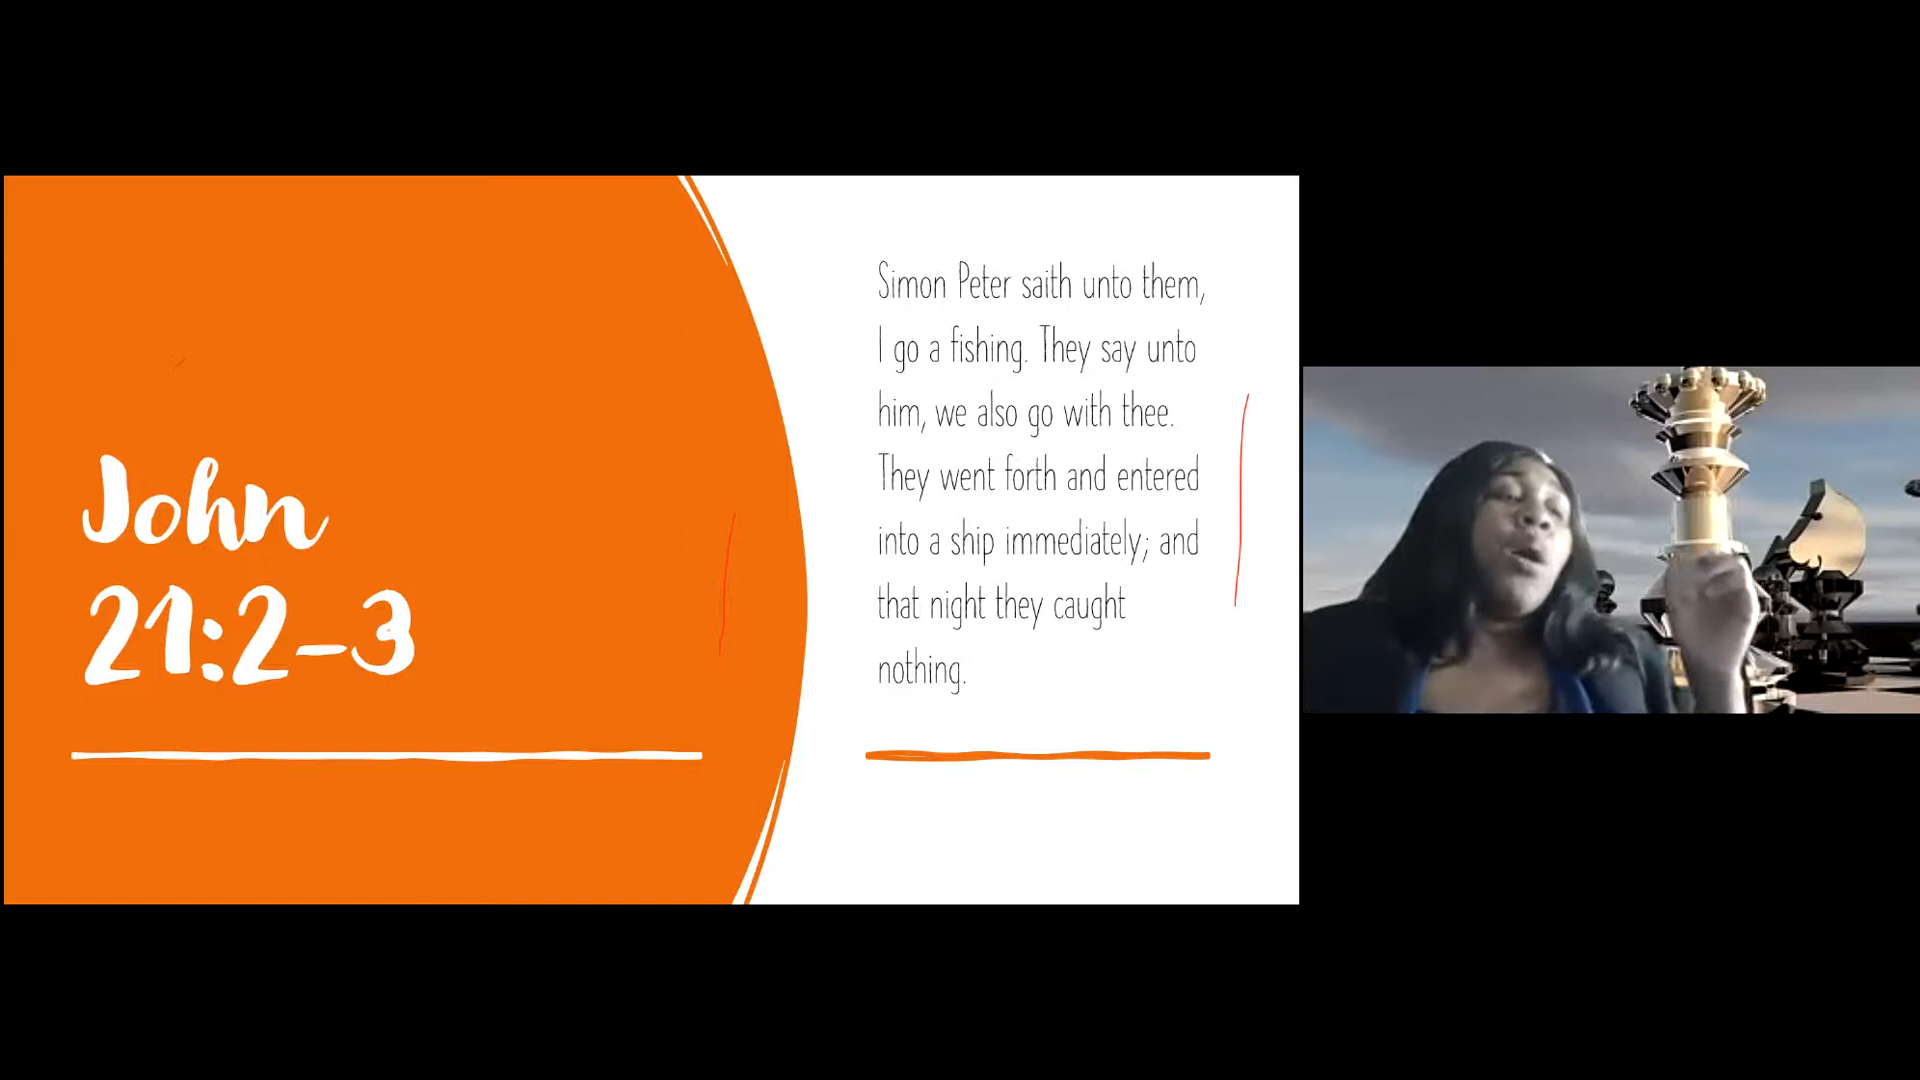 John
21:2-3
Simon Peter saith unto them,
I go a fishing. They say unto
him, we also go with thee.
They went forth and entered
into a ship immediately; and
that night they caught
nothing.